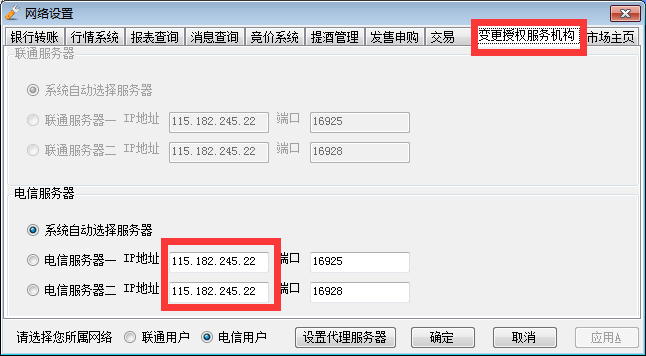 网络设置
银行转账 行情系统 报表查询 消息查询 竞价系统 提酒管理 发售申购 交易 变更授权服务机构 市场主页
联通服务器
系统自动选择服务器
联通服务器一 IP地址 115.182.245.22 端口 16925
联通服务器二 IP地址 115.182.245.22 端口 16928
电信服务器
系统自动选择服务器
电信服务器一 IP地址 115.182.245.22 端口 16925
电信服务器二 IP地址 115.182.245.22 端口 16928
请选择您所属网络 联通用户 电信用户 设置代理服务器 确定 取消 应用A